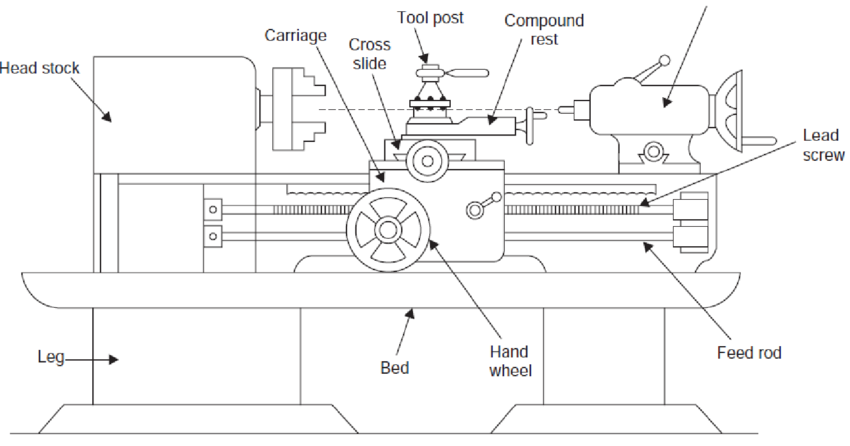 Tool post
Compound
rest
Carriage
Cross
slide
Head stock
Lead
screw
Leg
Bed
Hand
wheel
Feed rod